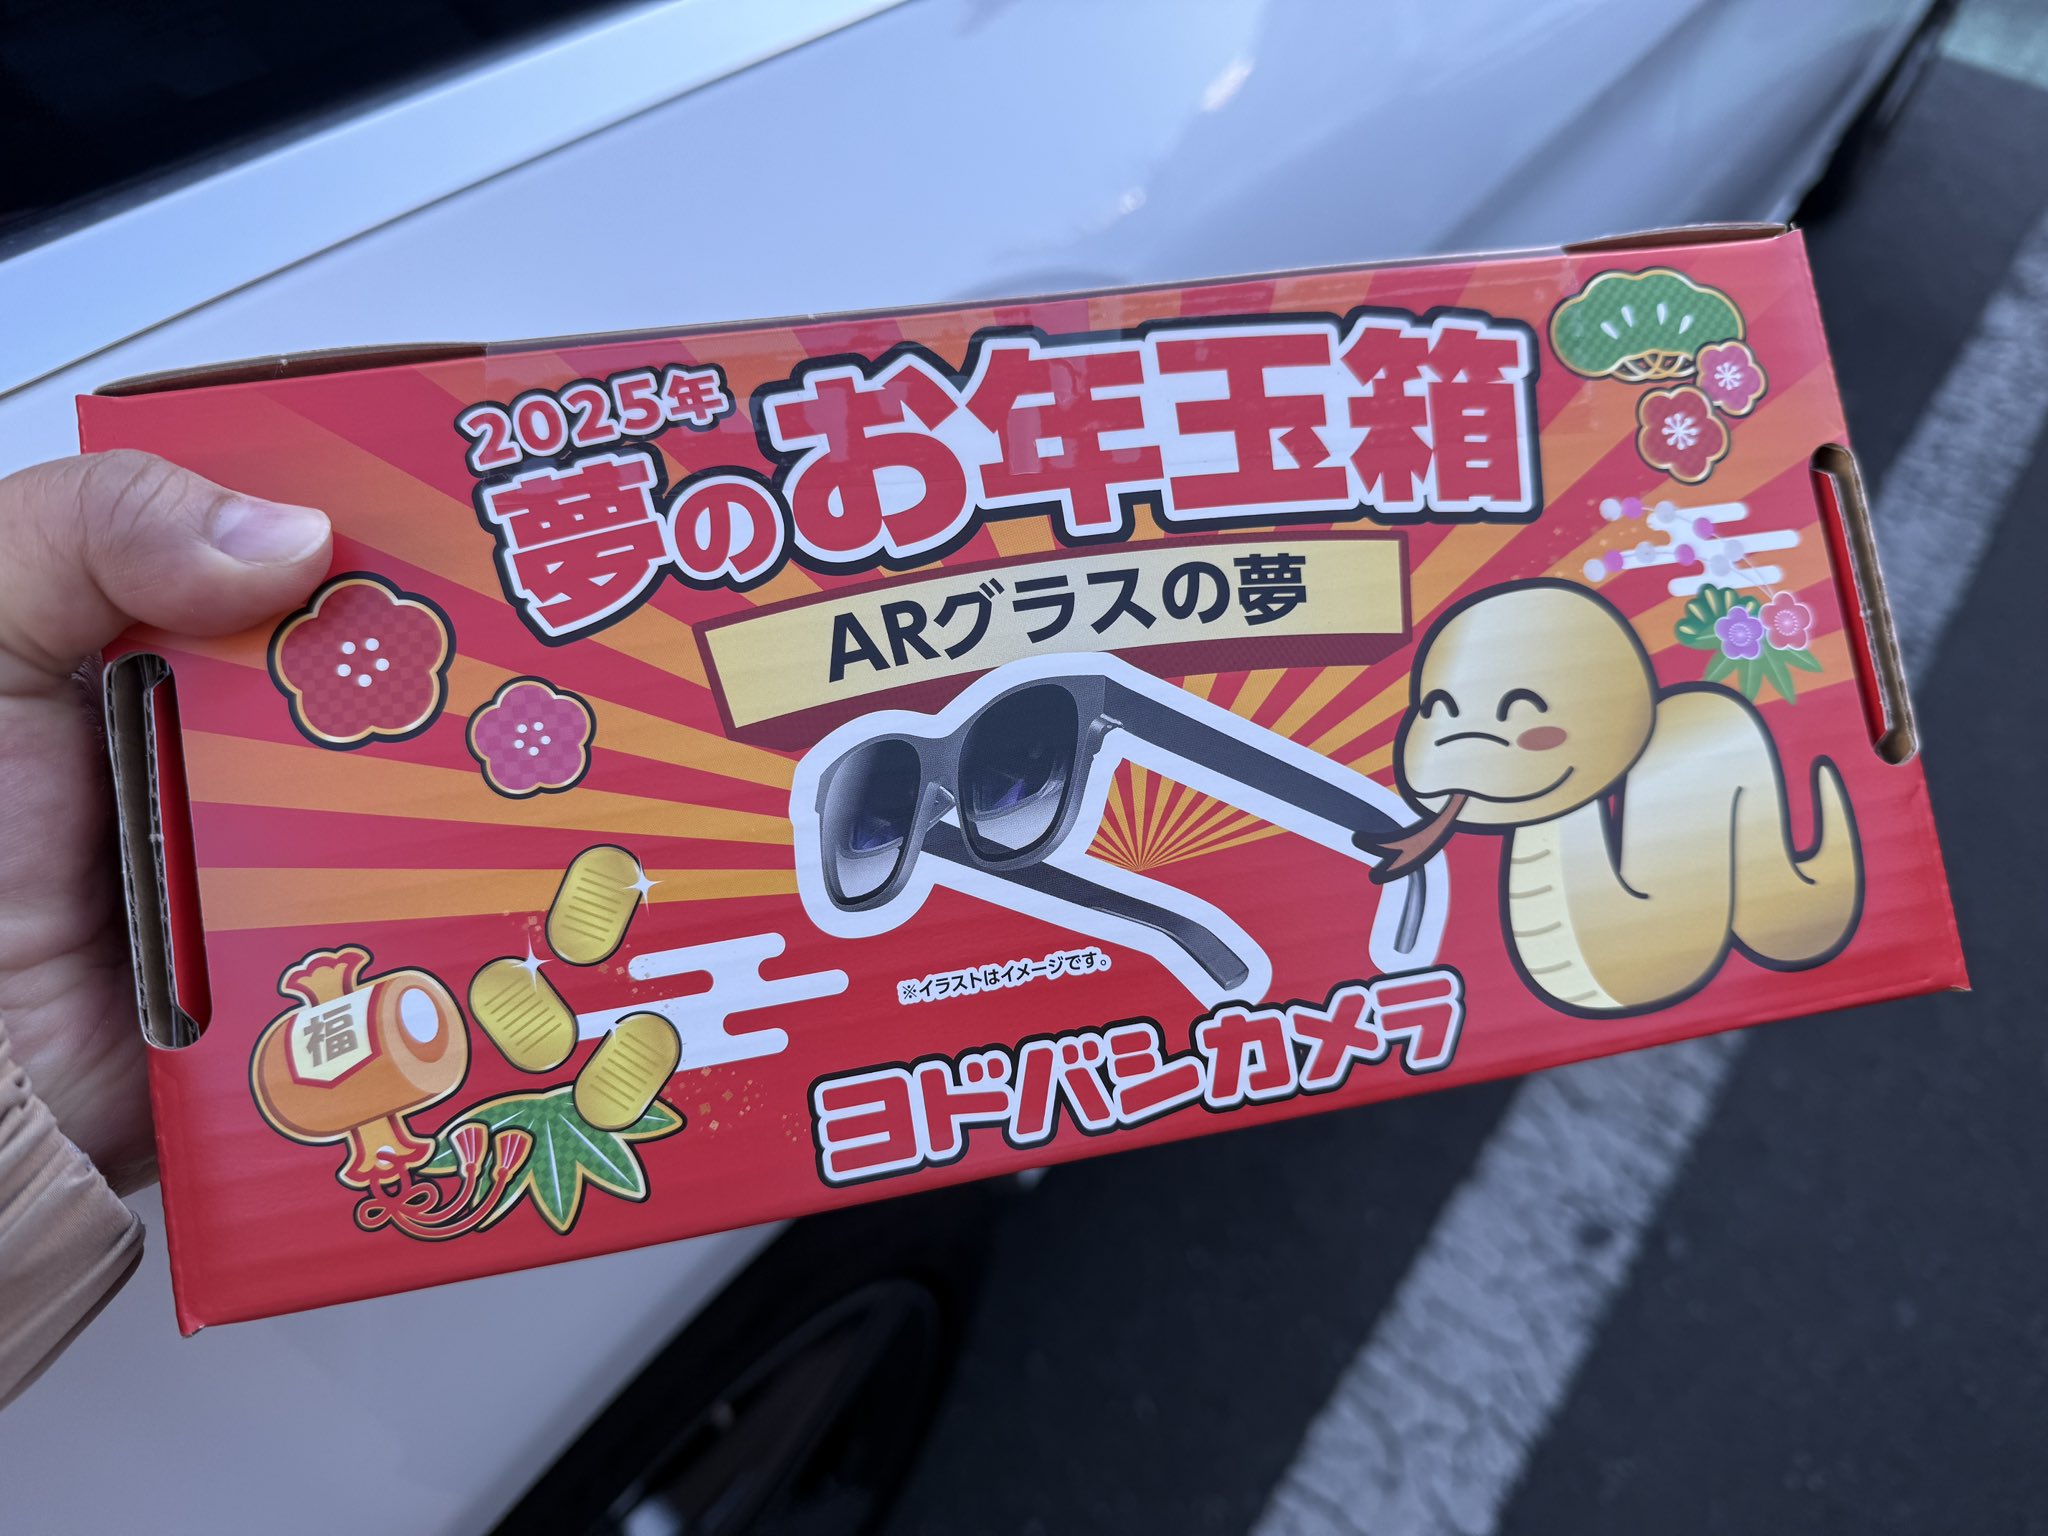 2025年
夢のお年玉箱
ARグラスの夢
※イラストはイメージです。
福
ヨドバシカメラ